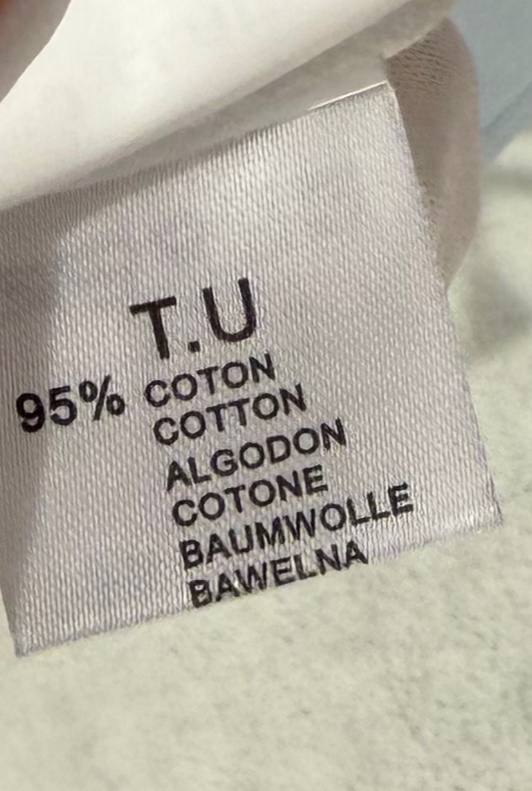 T.U
95% COTON
COTTON
ALGODON
COTONE
BAUMWOLLE
BAWELNA